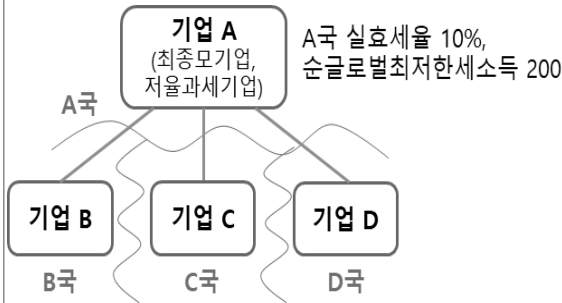 기업 A
(최종모기업,
저율과세기업)
A국 실효세율 10%,
순글로벌최저한세소득 200
A국
기업 B
기업 C
기업 D
B국
C국
D국